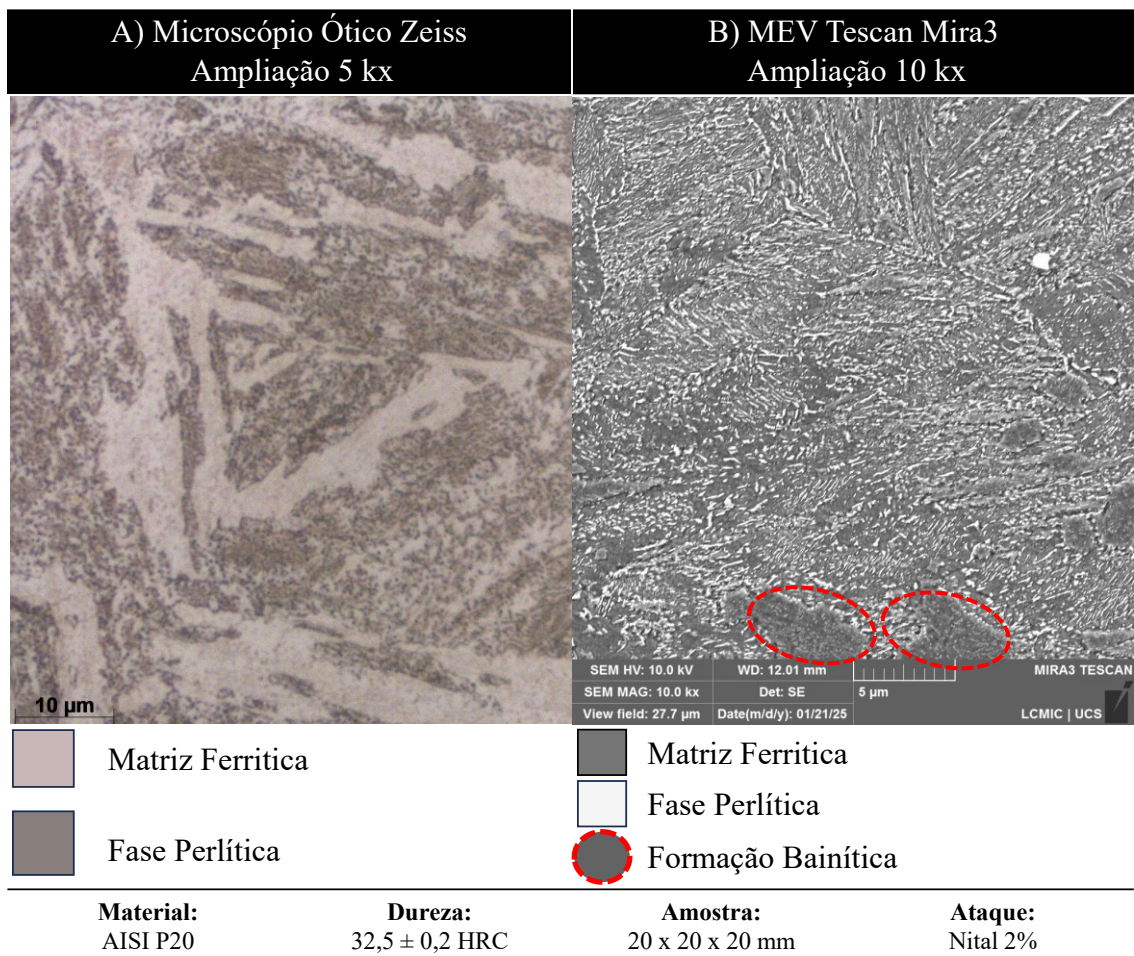 A) Microscópio Ótico Zeiss
Ampliação 5 kx
B) MEV Tescan Mira3
Ampliação 10 kx
10 µm
SEM HV: 10.0 kV
WD: 12.01 mm
MIRA3 TESCAN
SEM MAG: 10.0 kx
Det: SE
5 µm
View field: 27.7 µm
Date(m/d/y): 01/21/25
LCMIC | UCS
Matriz Ferritica
Fase Perlítica
Matriz Ferritica
Fase Perlítica
Formação Bainítica
Material:
AISI P20
Dureza:
32,5 ± 0,2 HRC
Amostra:
20 x 20 x 20 mm
Ataque:
Nital 2%